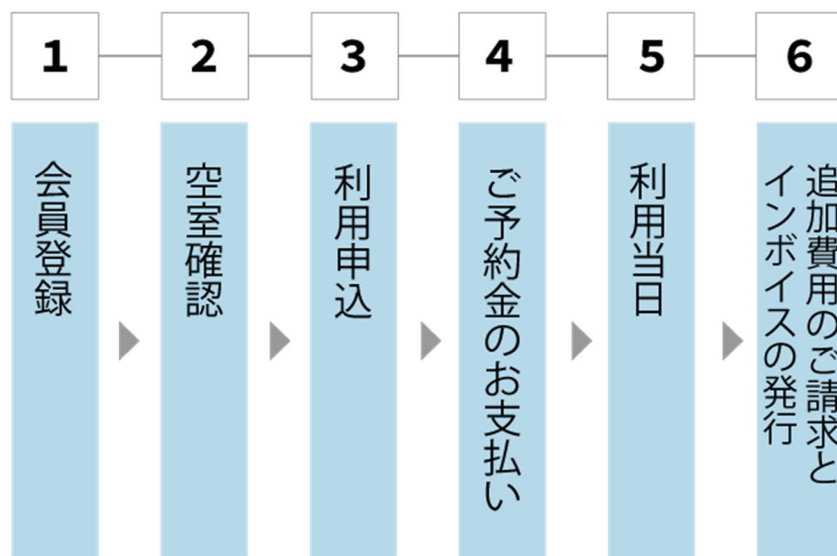 1
会員登録
2
空室確認
3
利用申込
4
ご予約金のお支払い
5
利用当日
6
追加費用のご請求と
インボイスの発行